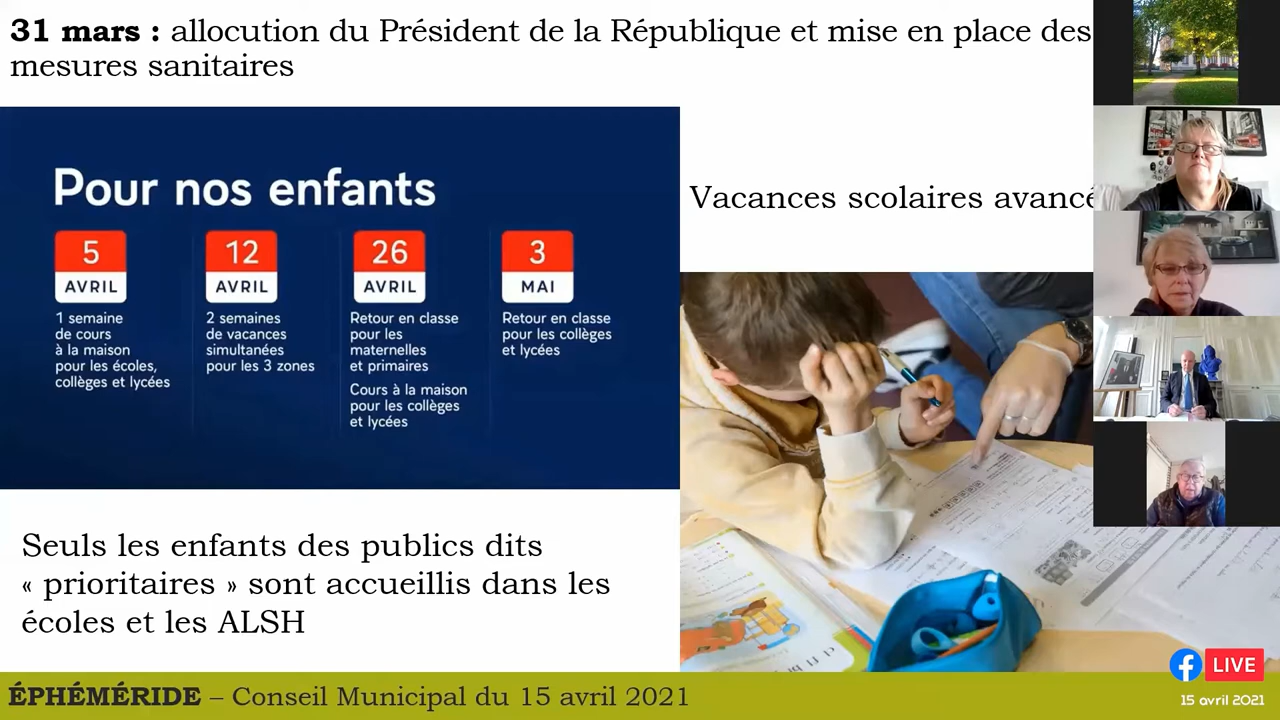 31 mars : allocution du Président de la République et mise en place des
mesures sanitaires
Pour nos enfants
5
AVRIL
1 semaine
de cours
à la maison
pour les écoles,
collèges et lycées
12
AVRIL
2 semaines
de vacances
simultanées
pour les 3 zones
26
AVRIL
Retour en classe
pour les
maternelles
et primaires
Cours à la maison
pour les collèges
et lycées
3
MAI
Retour en classe
pour les collèges
et lycées
Vacances scolaires avancé
Seuls les enfants des publics dits
« prioritaires » sont accueillis dans les
écoles et les ALSH
ÉPHÉMÉRIDE – Conseil Municipal du 15 avril 2021
LIVE
15 avril 2021